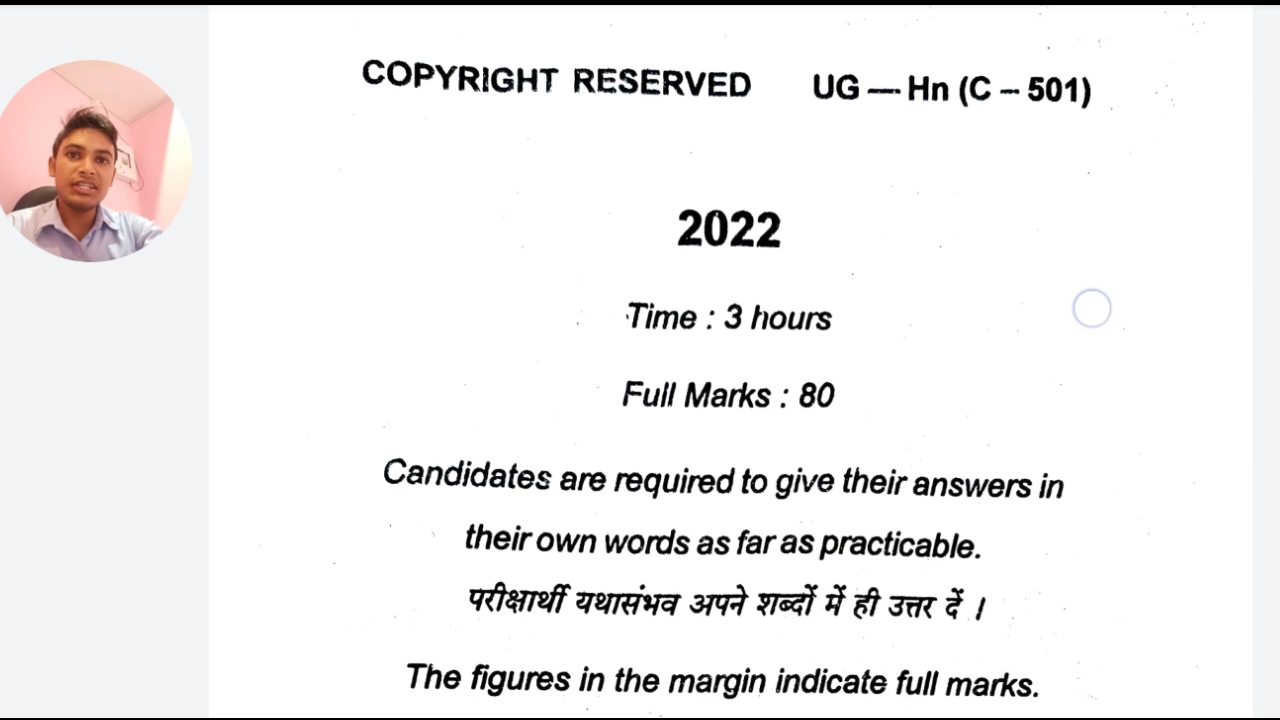 COPYRIGHT RESERVED UG — Hn (C – 501)
2022
Time : 3 hours
Full Marks : 80
Candidates are required to give their answers in
their own words as far as practicable.
परीक्षार्थी यथासंभव अपने शब्दों में ही उत्तर दें ।
The figures in the margin indicate full marks.